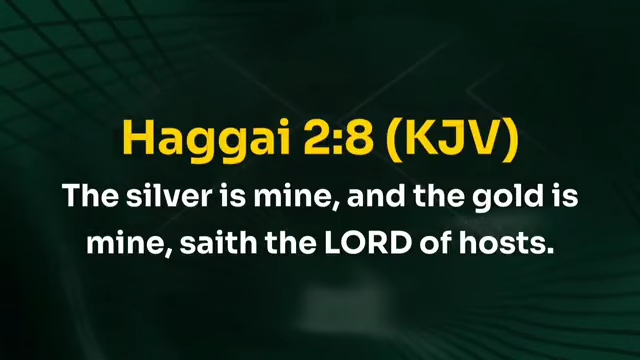 Haggai 2:8 (KJV)
The silver is mine, and the gold is
mine, saith the LORD of hosts.